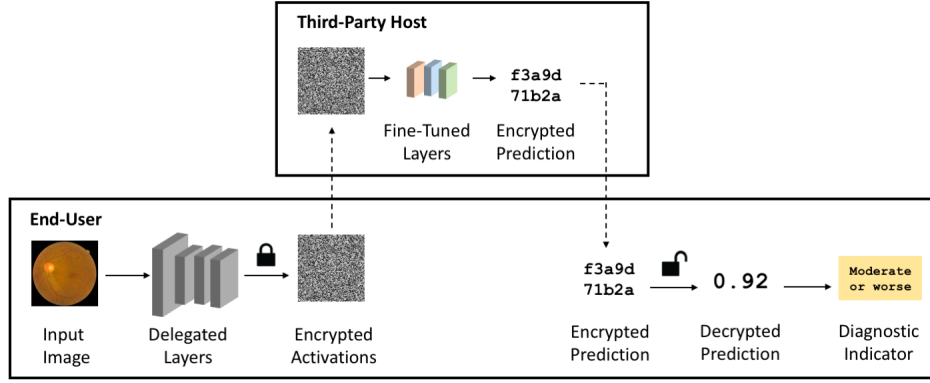 Third-Party Host
f3a9d
71b2a
Fine-Tuned
Layers
Encrypted
Prediction
End-User
Input
Image
Delegated
Layers
Encrypted
Activations
f3a9d
71b2a
Encrypted
Prediction
0.92
Decrypted
Prediction
Moderate
or worse
Diagnostic
Indicator